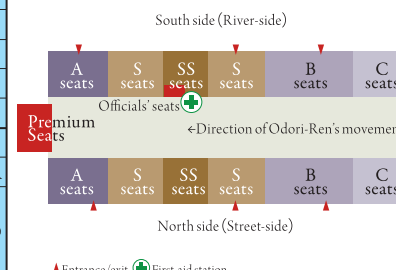 South side (River-side)
A seats S seats SS seats S seats B seats C seats
Officials' seats
Premium Seats
←Direction of Odori-Ren's
A seats S seats SS seats S seats B seats C seats
North side (Street-side)
Entrance/exit First-aid station